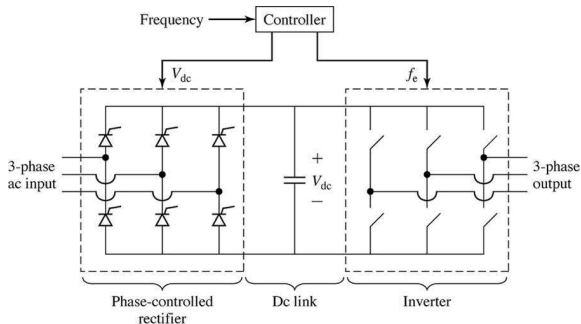 Frequency
Controller
V_dc
f_e
3-phase
ac input
+
V_dc
−
3-phase
output
Phase-controlled
rectifier
Dc link
Inverter